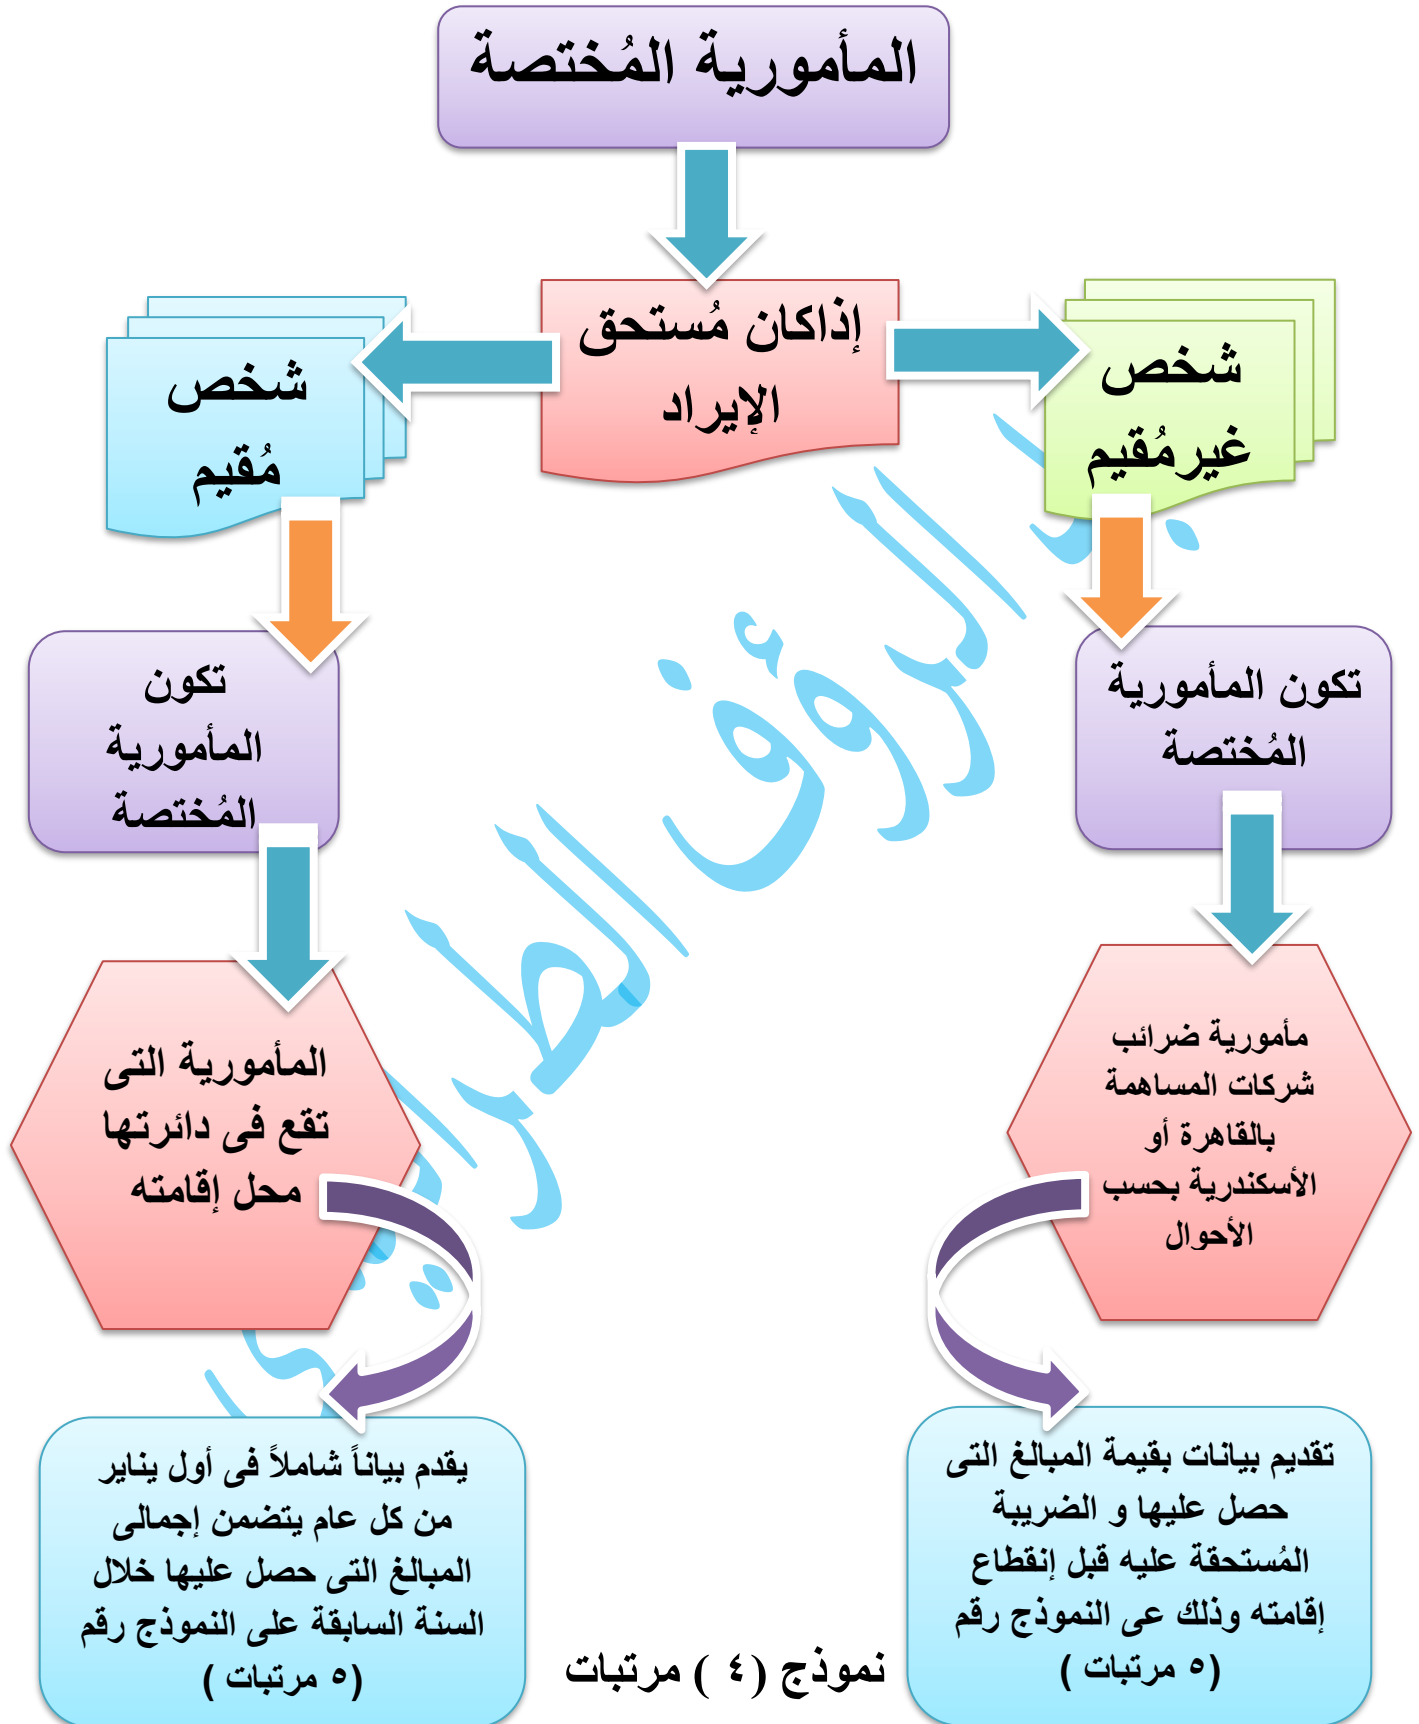 المأمورية المُختصة
إذاكان مُستحق
الإيراد
شخص
غيرمُقيم
شخص
مُقيم
تكون المأمورية
المُختصة
تكون
المأمورية
المُختصة
مأمورية ضرائب
شركات المساهمة
بالقاهرة أو
الأسكندرية بحسب
الأحوال
المأمورية التى
تقع فى دائرتها
محل إقامته
تقديم بيانات بقيمة المبالغ التى
حصل عليها و الضريبة
المُستحقة عليه قبل إنقطاع
إقامته وذلك عى النموذج رقم
(٥ مرتبات )
يقدم بياناً شاملاً فى أول يناير
من كل عام يتضمن إجمالى
المبالغ التى حصل عليها خلال
السنة السابقة على النموذج رقم
(٥ مرتبات )
نموذج (٤ ) مرتبات
الرؤف